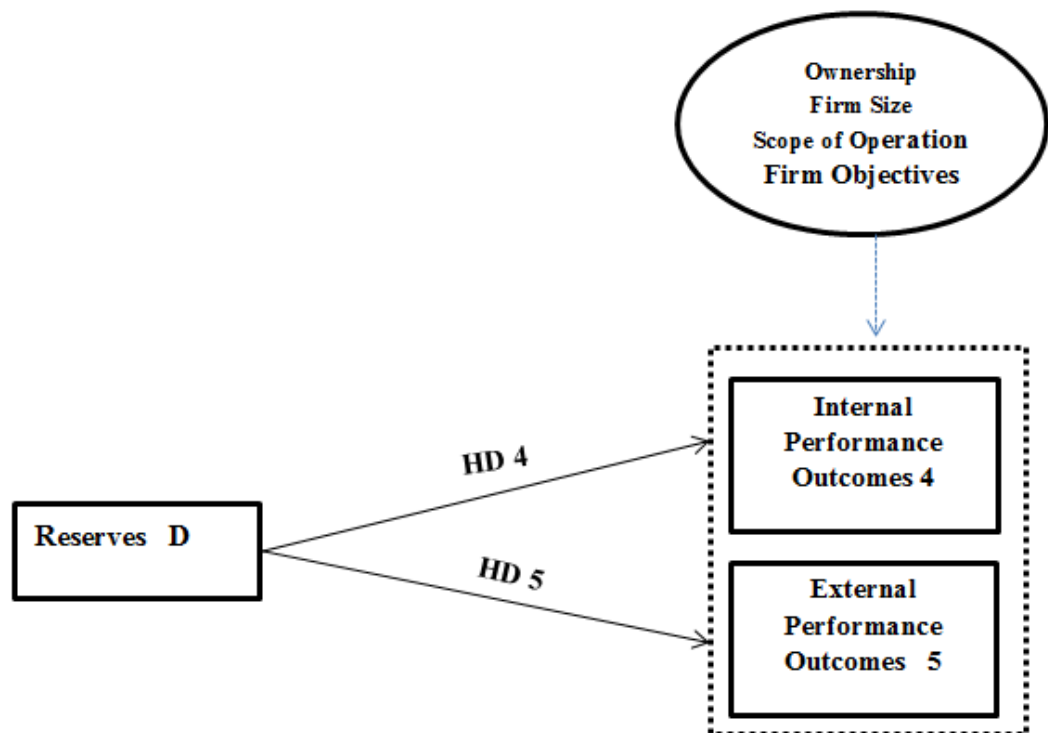 Ownership
Firm Size
Scope of Operation
Firm Objectives
Internal
Performance
Outcomes 4
HD 4
Reserves D
HD 5
External
Performance
Outcomes 5